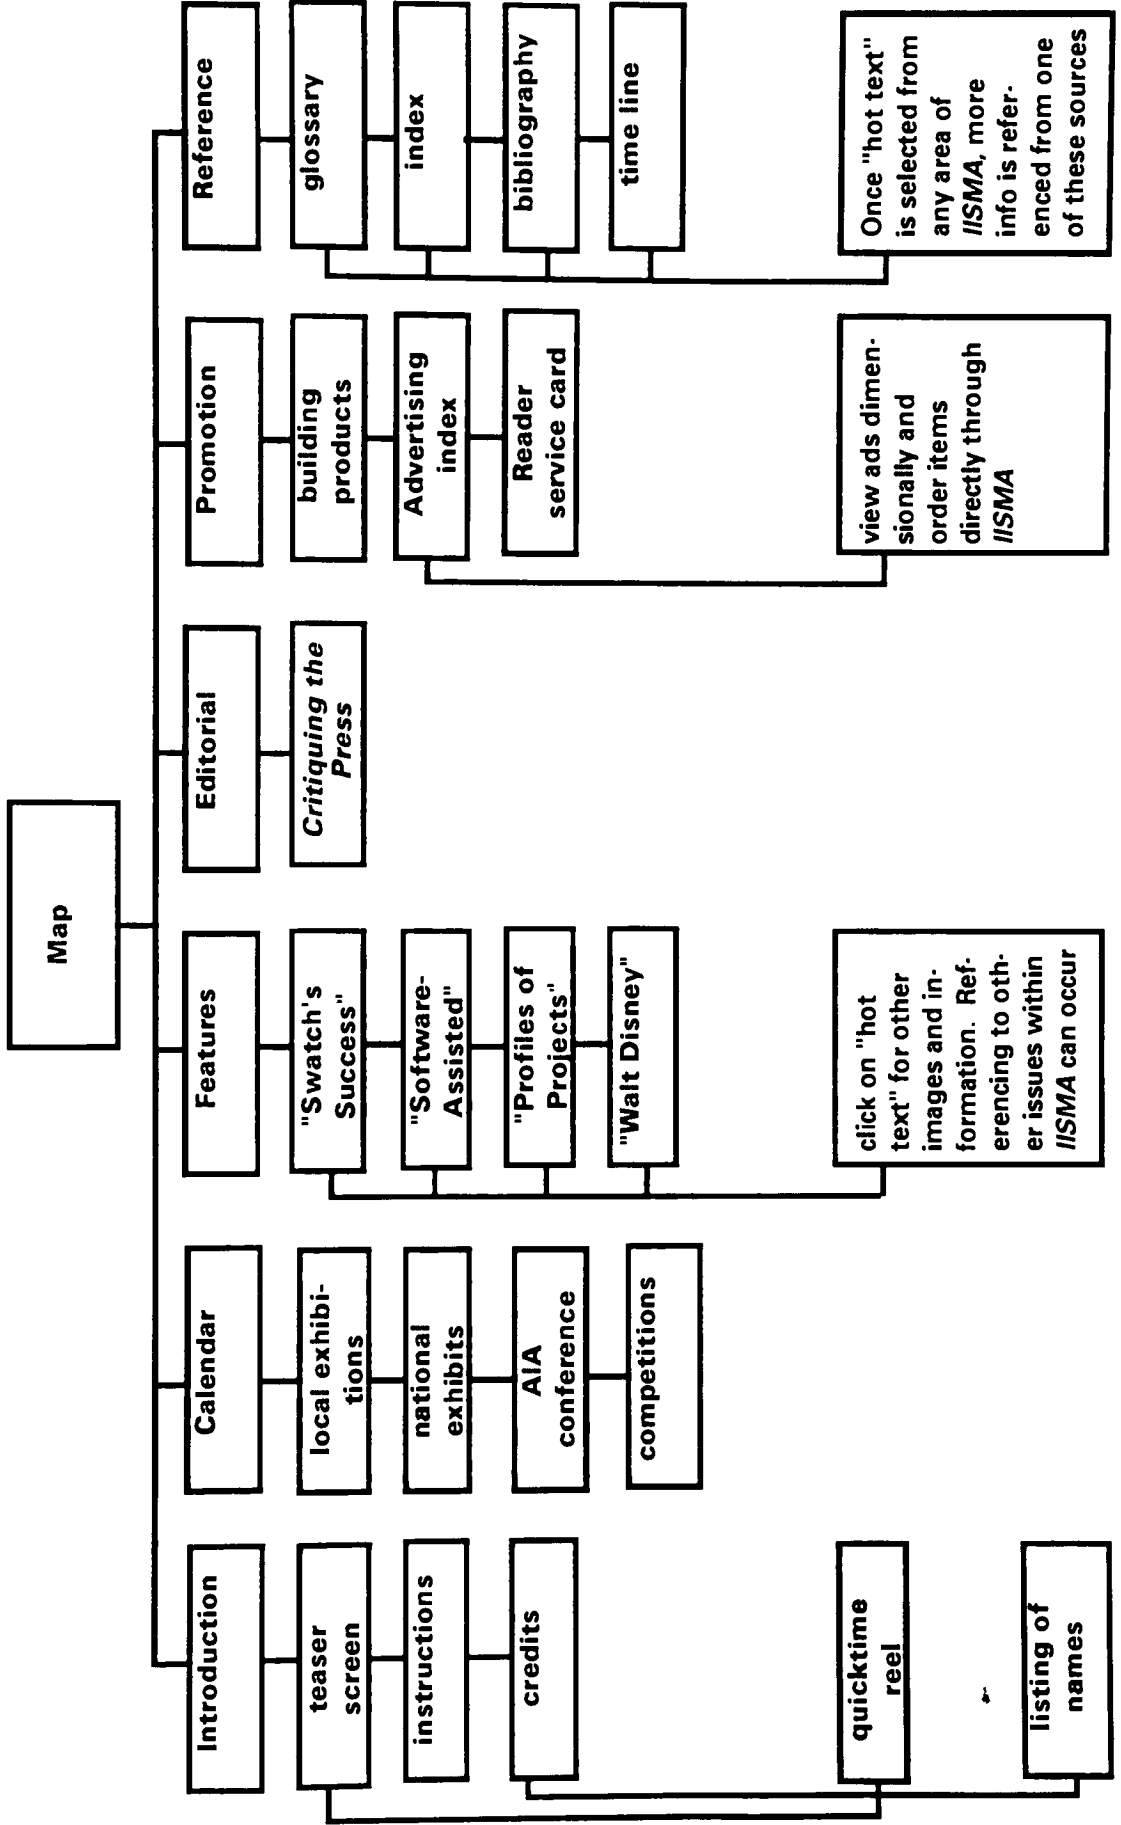 Map
Introduction
teaser
screen
instructions
credits
quicktime
reel
listing of
names
Calendar
local exhibi-
tions
national
exhibits
AIA
conference
competitions
Features
"Swatch's
Success"
"Software-
Assisted"
"Profiles of
Projects"
"Walt Disney"
click on "hot
text" for other
images and in-
formation. Ref-
erencing to oth-
er issues within
IISMA can occur
Editorial
Critiquing the
Press
Promotion
building
products
Advertising
index
Reader
service card
view ads dimen-
sionally and
order items
directly through
IISMA
Reference
glossary
index
bibliography
time line
Once "hot text"
is selected from
any area of
IISMA, more
info is refer-
enced from one
of these sources